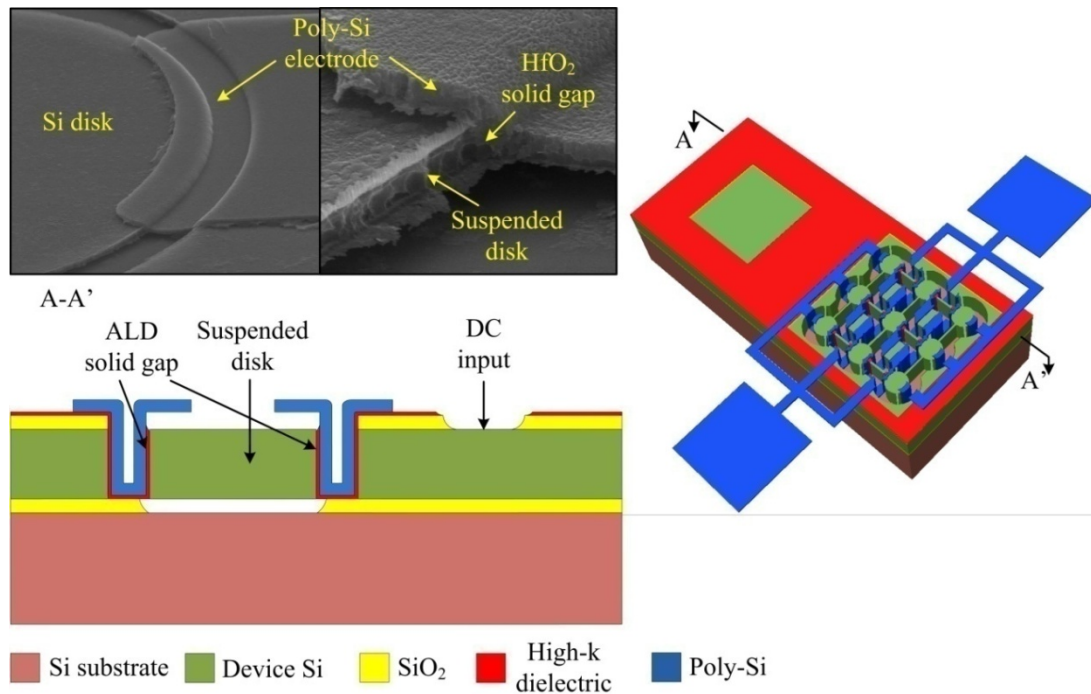 Poly-Si
electrode
HfO₂
solid gap
Si disk
Suspended
disk
A
A'
A-A’
ALD
solid gap
Suspended
disk
DC
input
Si substrate
Device Si
SiO₂
High-k
dielectric
Poly-Si